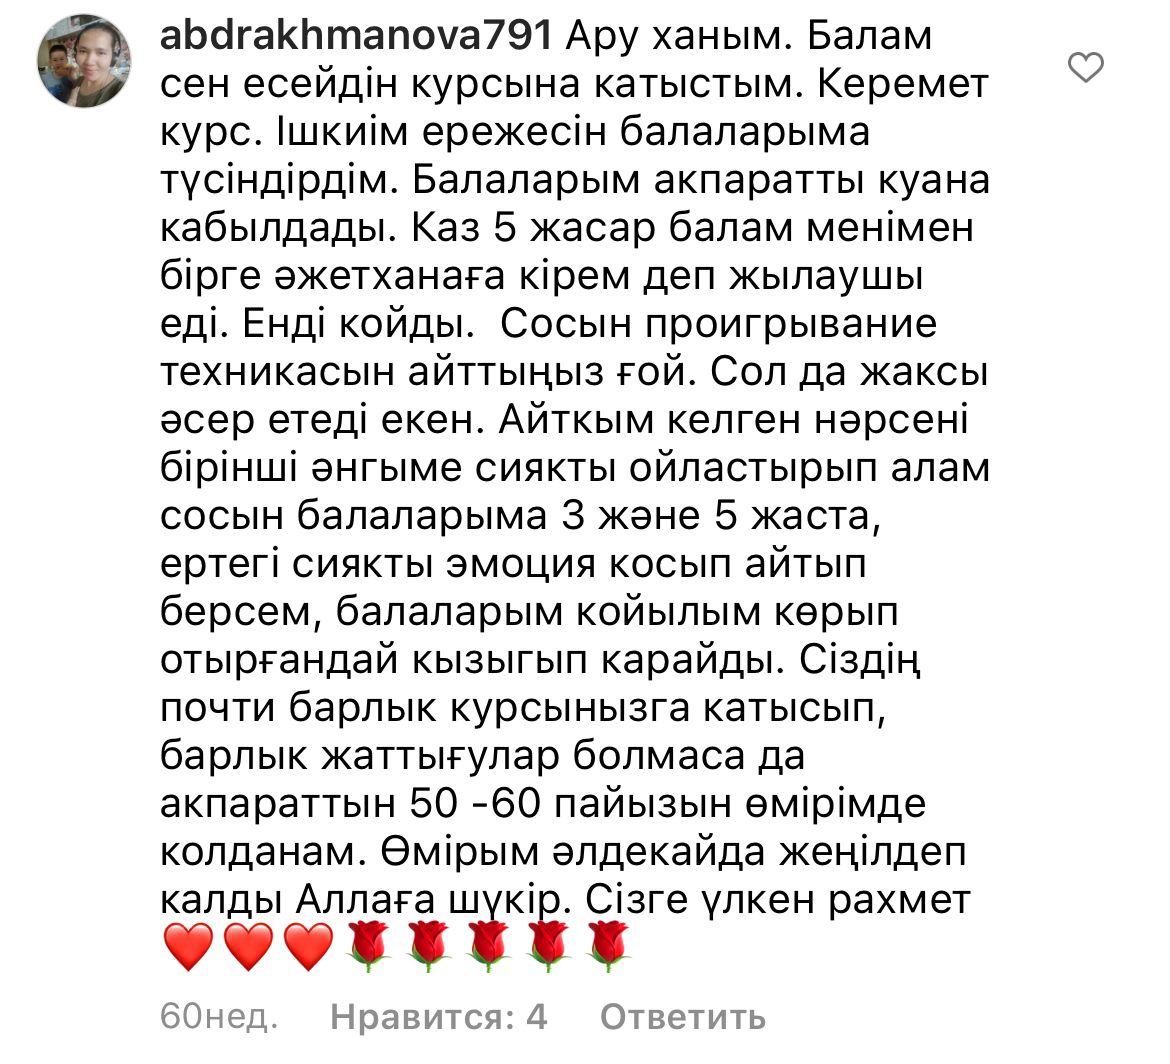 abdrakhmanova791 Ару ханым. Балам
сен есейдін курсына катыстым. Керемет
курс. Ішкиім ережесін балаларыма
түсіндірдім. Балаларым акпаратты куана
кабылдады. Каз 5 жасар балам менімен
бірге әжетханаға кірем деп жылаушы
еді. Енді койды.  Сосын проигрывание
техникасын айттыңыз ғой. Сол да жаксы
әсер етеді екен. Айткым келген нәрсені
бірінші әнгыме сиякты ойластырып алам
сосын балаларыма 3 және 5 жаста,
ертегі сиякты эмоция косып айтып
берсем, балаларым койылым көрып
отырғандай кызыгып карайды. Сіздің
почти барлык курсынызга катысып,
барлык жаттығулар болмаса да
акпараттын 50 -60 пайызын өмірімде
колданам. Өмірым әлдекайда жеңілдеп
калды Аллаға шүкір. Сізге үлкен рахмет
❤️❤️❤️🌹🌹🌹🌹🌹
60нед. Нравится: 4 Ответить